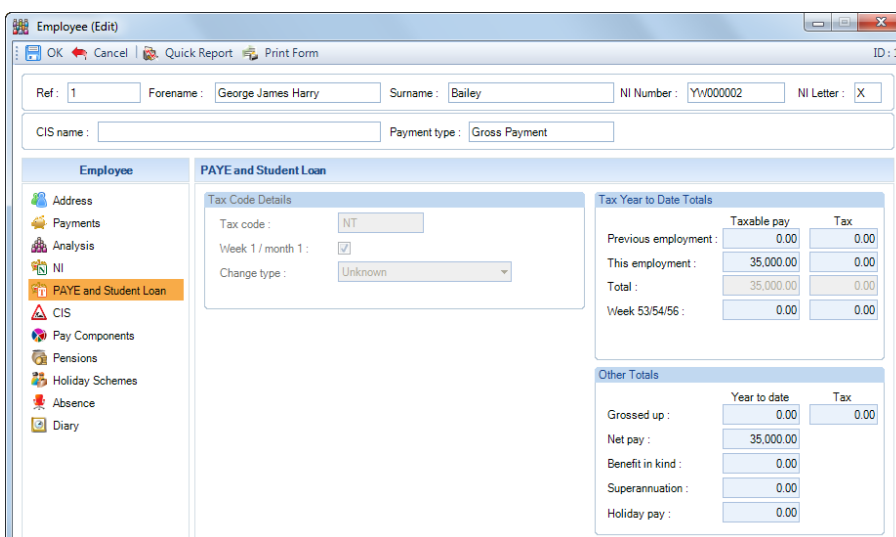 Employee (Edit)
OK Cancel Quick Report Print Form ID :
Ref : 1 Forename : George James Harry Surname : Bailey NI Number : YW000002 NI Letter : X
CIS name : Payment type : Gross Payment
Employee
Address
Payments
Analysis
NI
PAYE and Student Loan
CIS
Pay Components
Pensions
Holiday Schemes
Absence
Diary
PAYE and Student Loan
Tax Code Details
Tax code : NT
Week 1 / month 1 :
Change type : Unknown
Tax Year to Date Totals
Taxable pay Tax
Previous employment : 0.00 0.00
This employment : 35,000.00 0.00
Total : 35,000.00 0.00
Week 53/54/56 : 0.00 0.00
Other Totals
Year to date Tax
Grossed up : 0.00 0.00
Net pay : 35,000.00
Benefit in kind : 0.00
Superannuation : 0.00
Holiday pay : 0.00